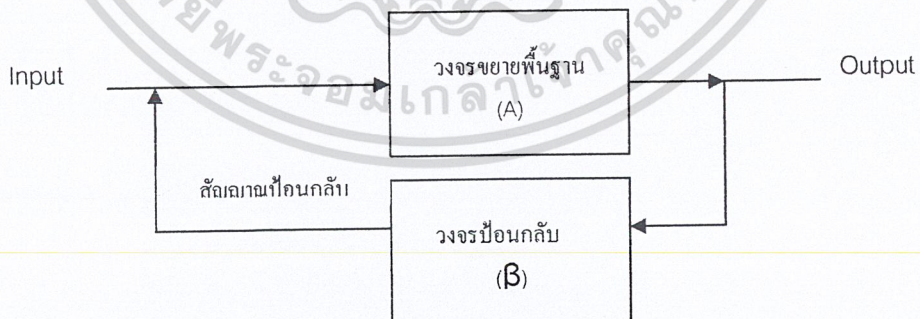 Input
วงจรขยายพื้นฐาน
(A)
Output
สัญญาณป้อนกลับ
วงจรป้อนกลับ
(β)